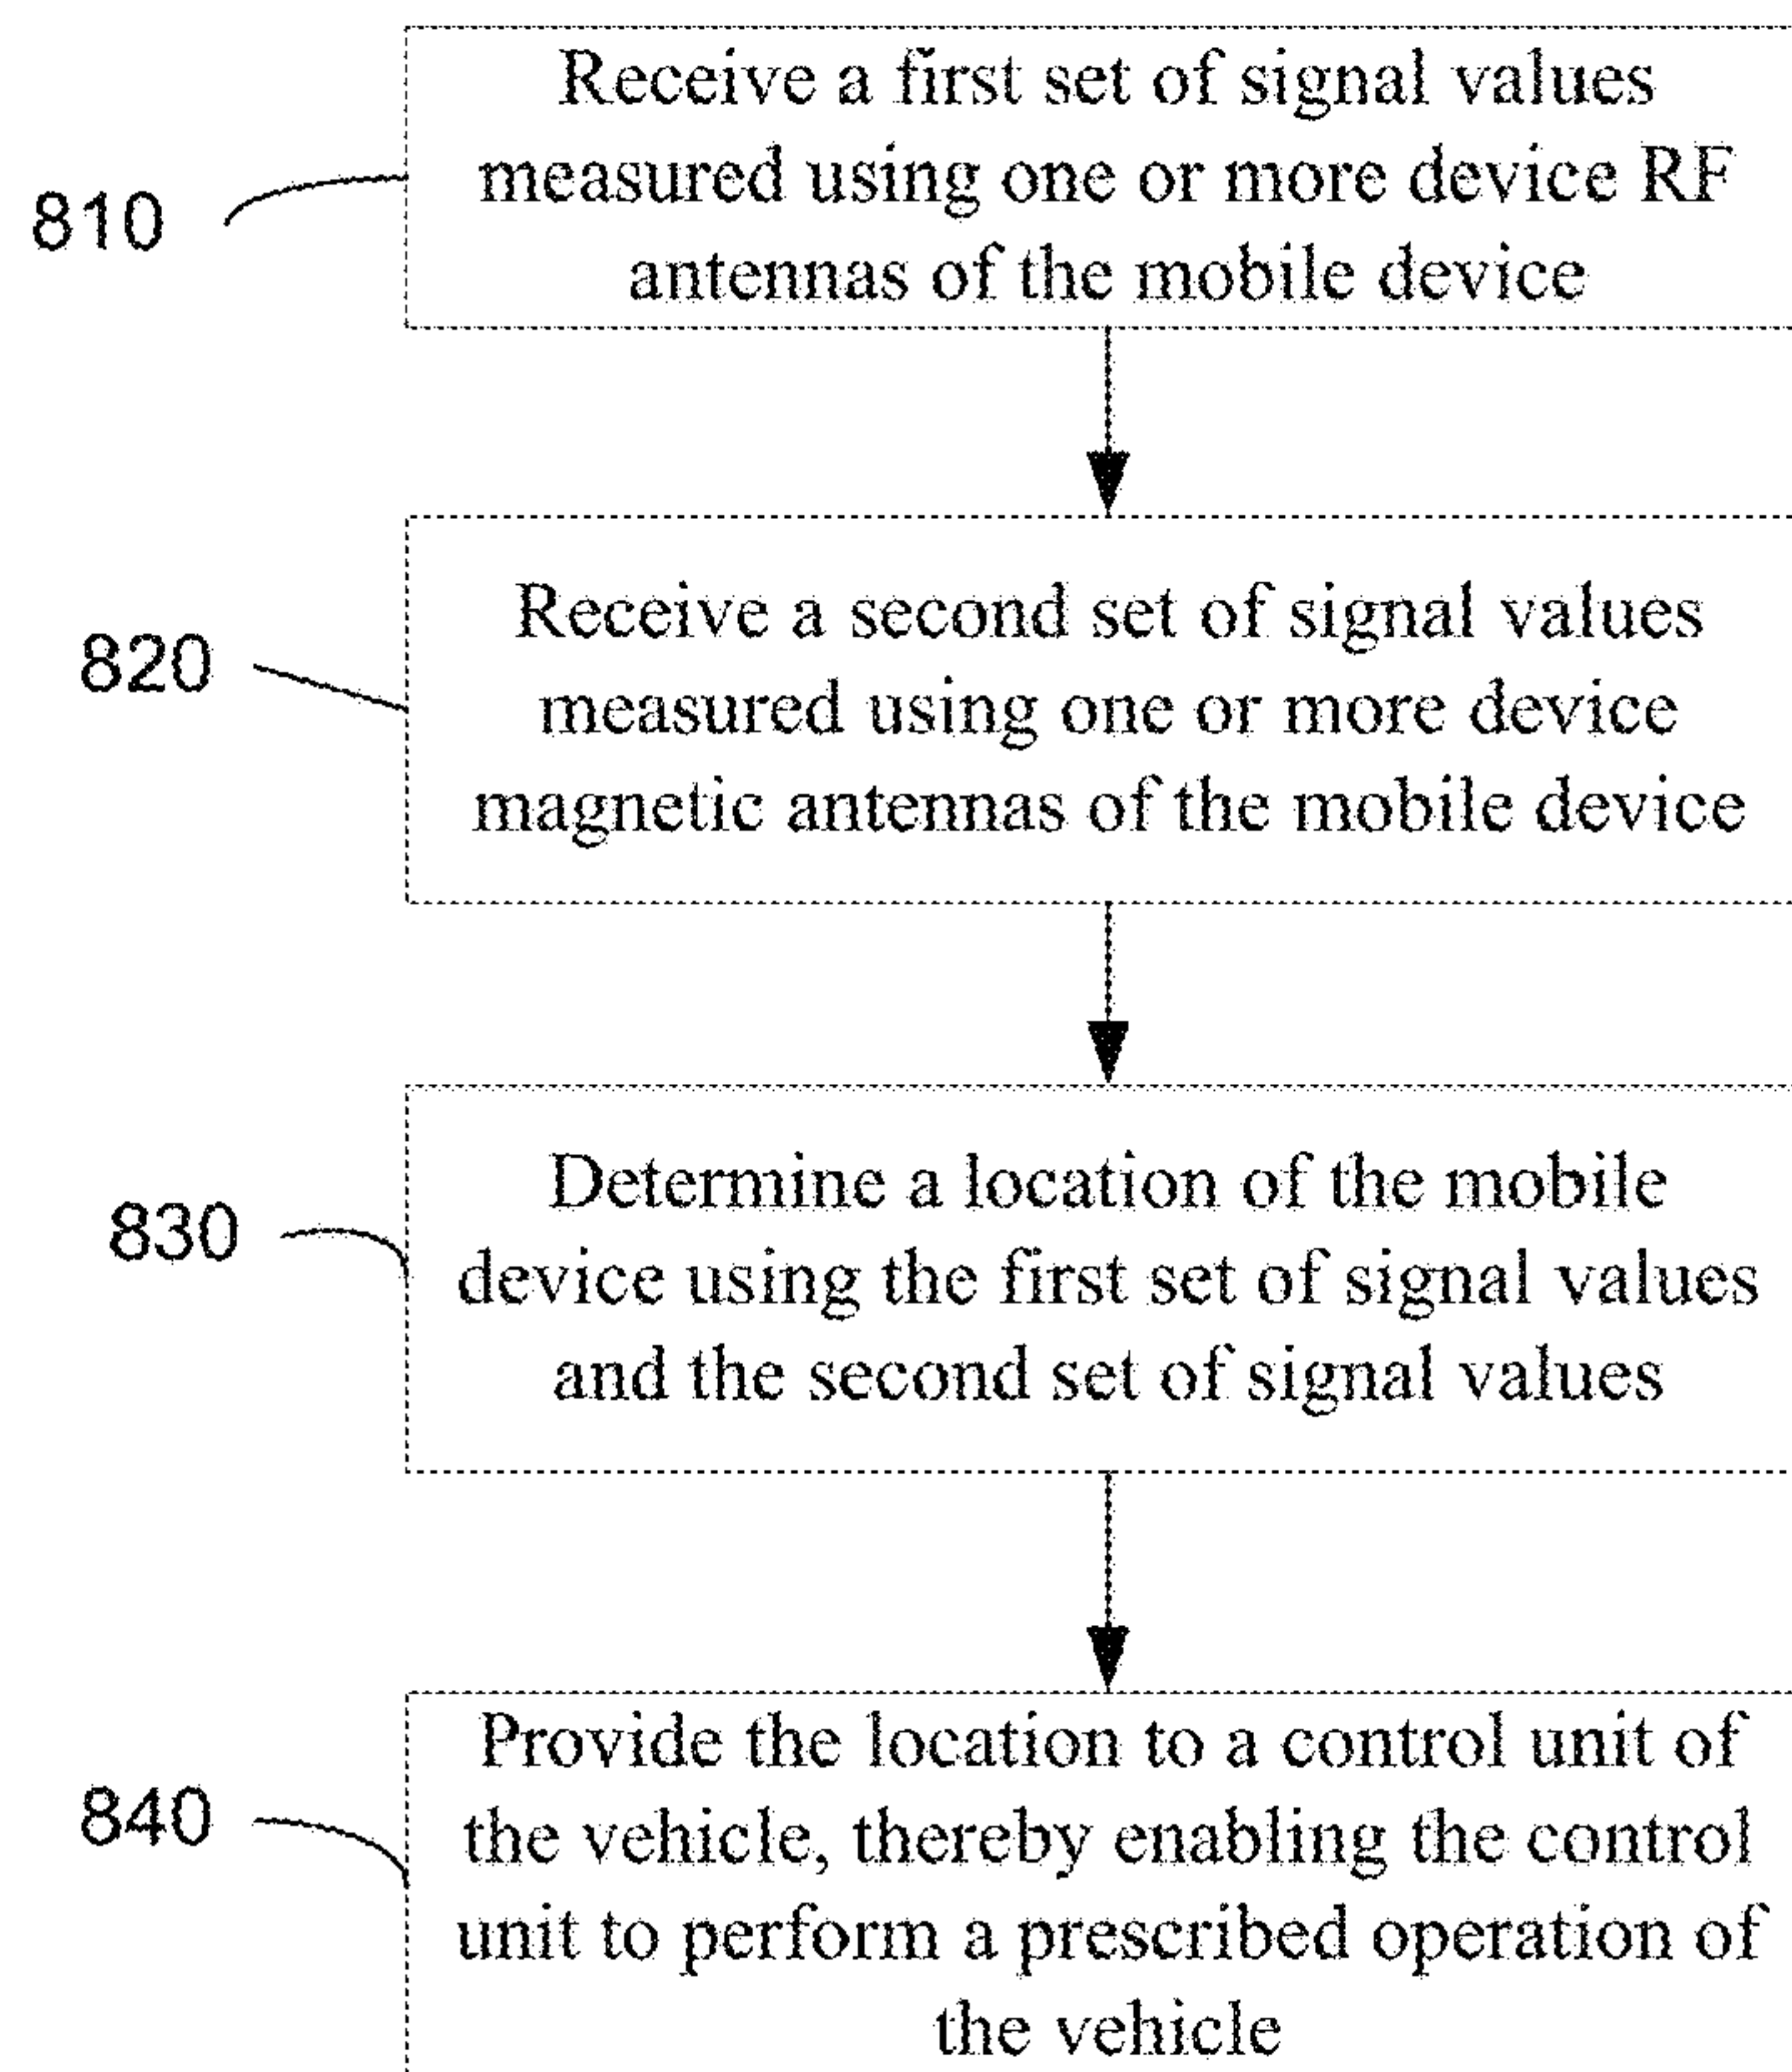 Receive a first set of signal values
measured using one or more device RF
antennas of the mobile device
810
Receive a second set of signal values
measured using one or more device
magnetic antennas of the mobile device
820
Determine a location of the mobile
device using the first set of signal values
and the second set of signal values
830
Provide the location to a control unit of
the vehicle, thereby enabling the control
unit to perform a prescribed operation of
the vehicle
840